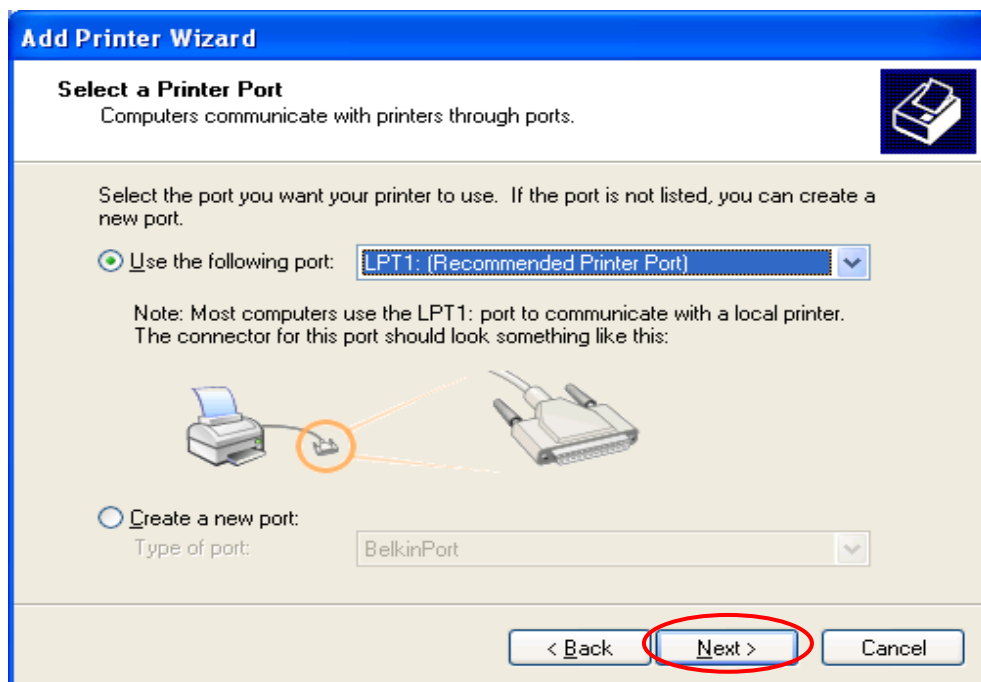 Add Printer Wizard
Select a Printer Port
Computers communicate with printers through ports.
Select the port you want your printer to use.  If the port is not listed, you can create a
new port.
Use the following port: LPT1: (Recommended Printer Port)
Note: Most computers use the LPT1: port to communicate with a local printer.
The connector for this port should look something like this:
Create a new port:
Type of port: BelkinPort
< Back Next > Cancel